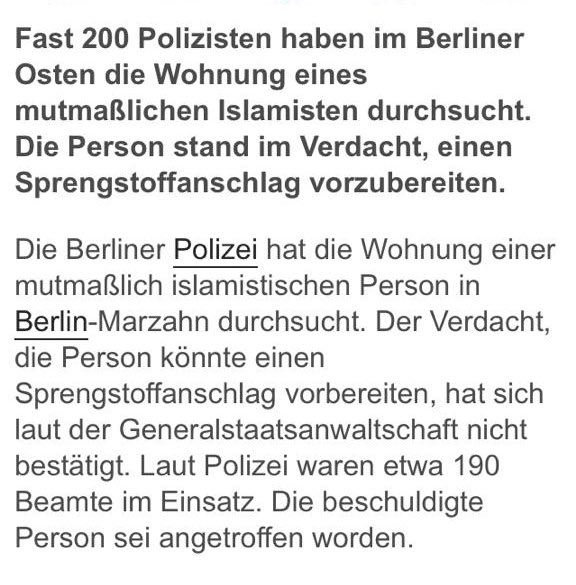 Fast 200 Polizisten haben im Berliner
Osten die Wohnung eines
mutmaßlichen Islamisten durchsucht.
Die Person stand im Verdacht, einen
Sprengstoffanschlag vorzubereiten.
Die Berliner Polizei hat die Wohnung einer
mutmaßlich islamistischen Person in
Berlin-Marzahn durchsucht. Der Verdacht,
die Person könnte einen
Sprengstoffanschlag vorbereiten, hat sich
laut der Generalstaatsanwaltschaft nicht
bestätigt. Laut Polizei waren etwa 190
Beamte im Einsatz. Die beschuldigte
Person sei angetroffen worden.